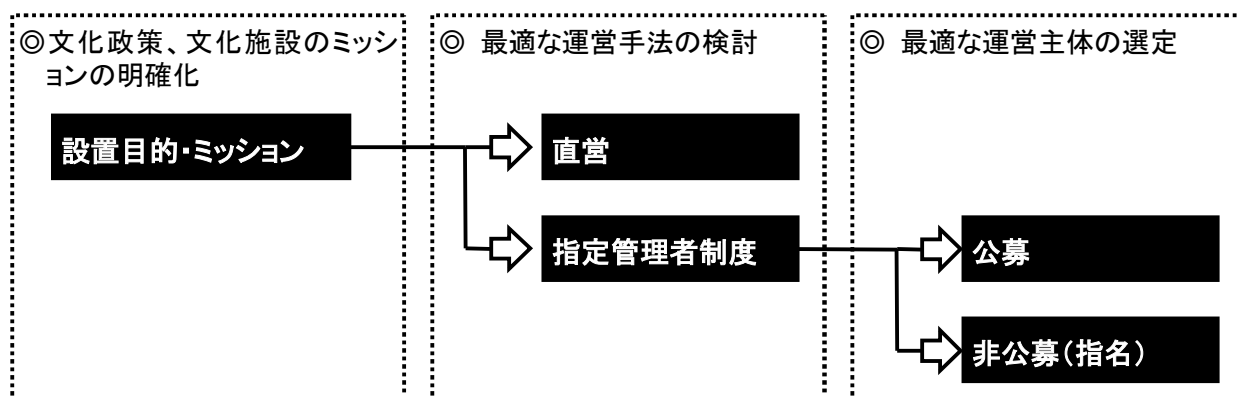 ◎文化政策、文化施設のミッシ
ョンの明確化
設置目的・ミッション
◎ 最適な運営手法の検討
直営
指定管理者制度
◎ 最適な運営主体の選定
公募
非公募(指名)